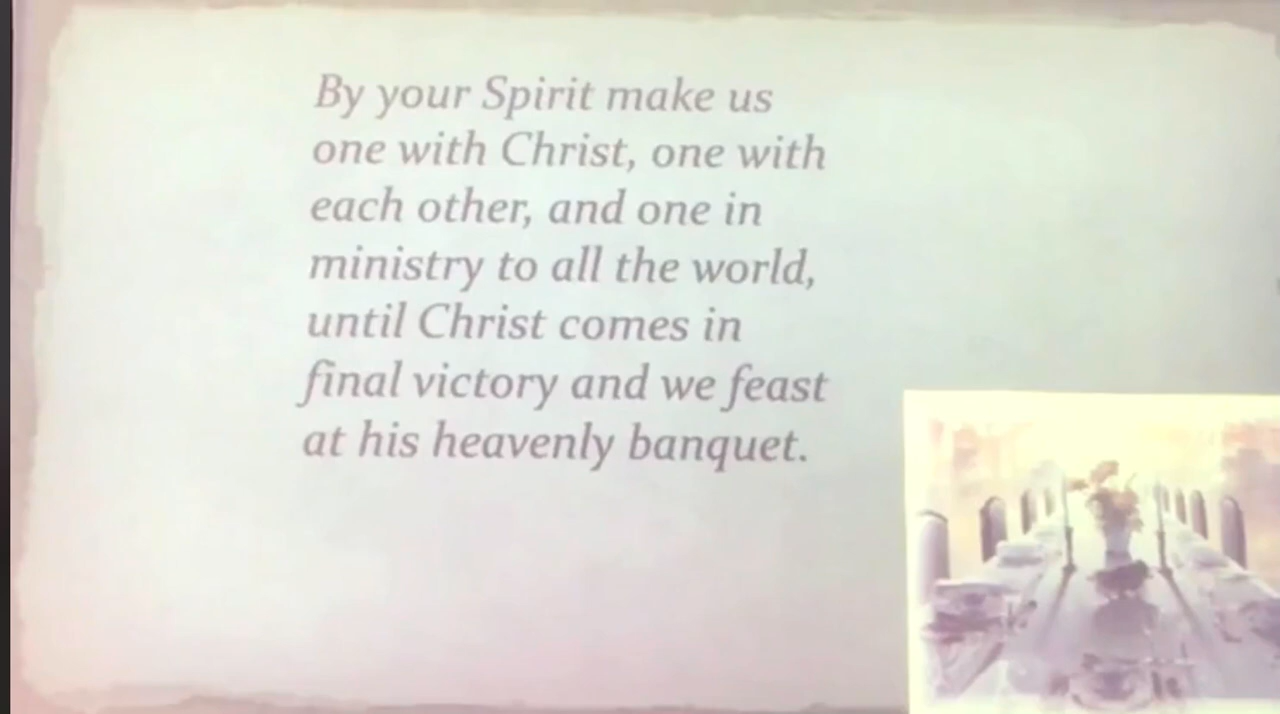 By your Spirit make us
one with Christ, one with
each other, and one in
ministry to all the world,
until Christ comes in
final victory and we feast
at his heavenly banquet.